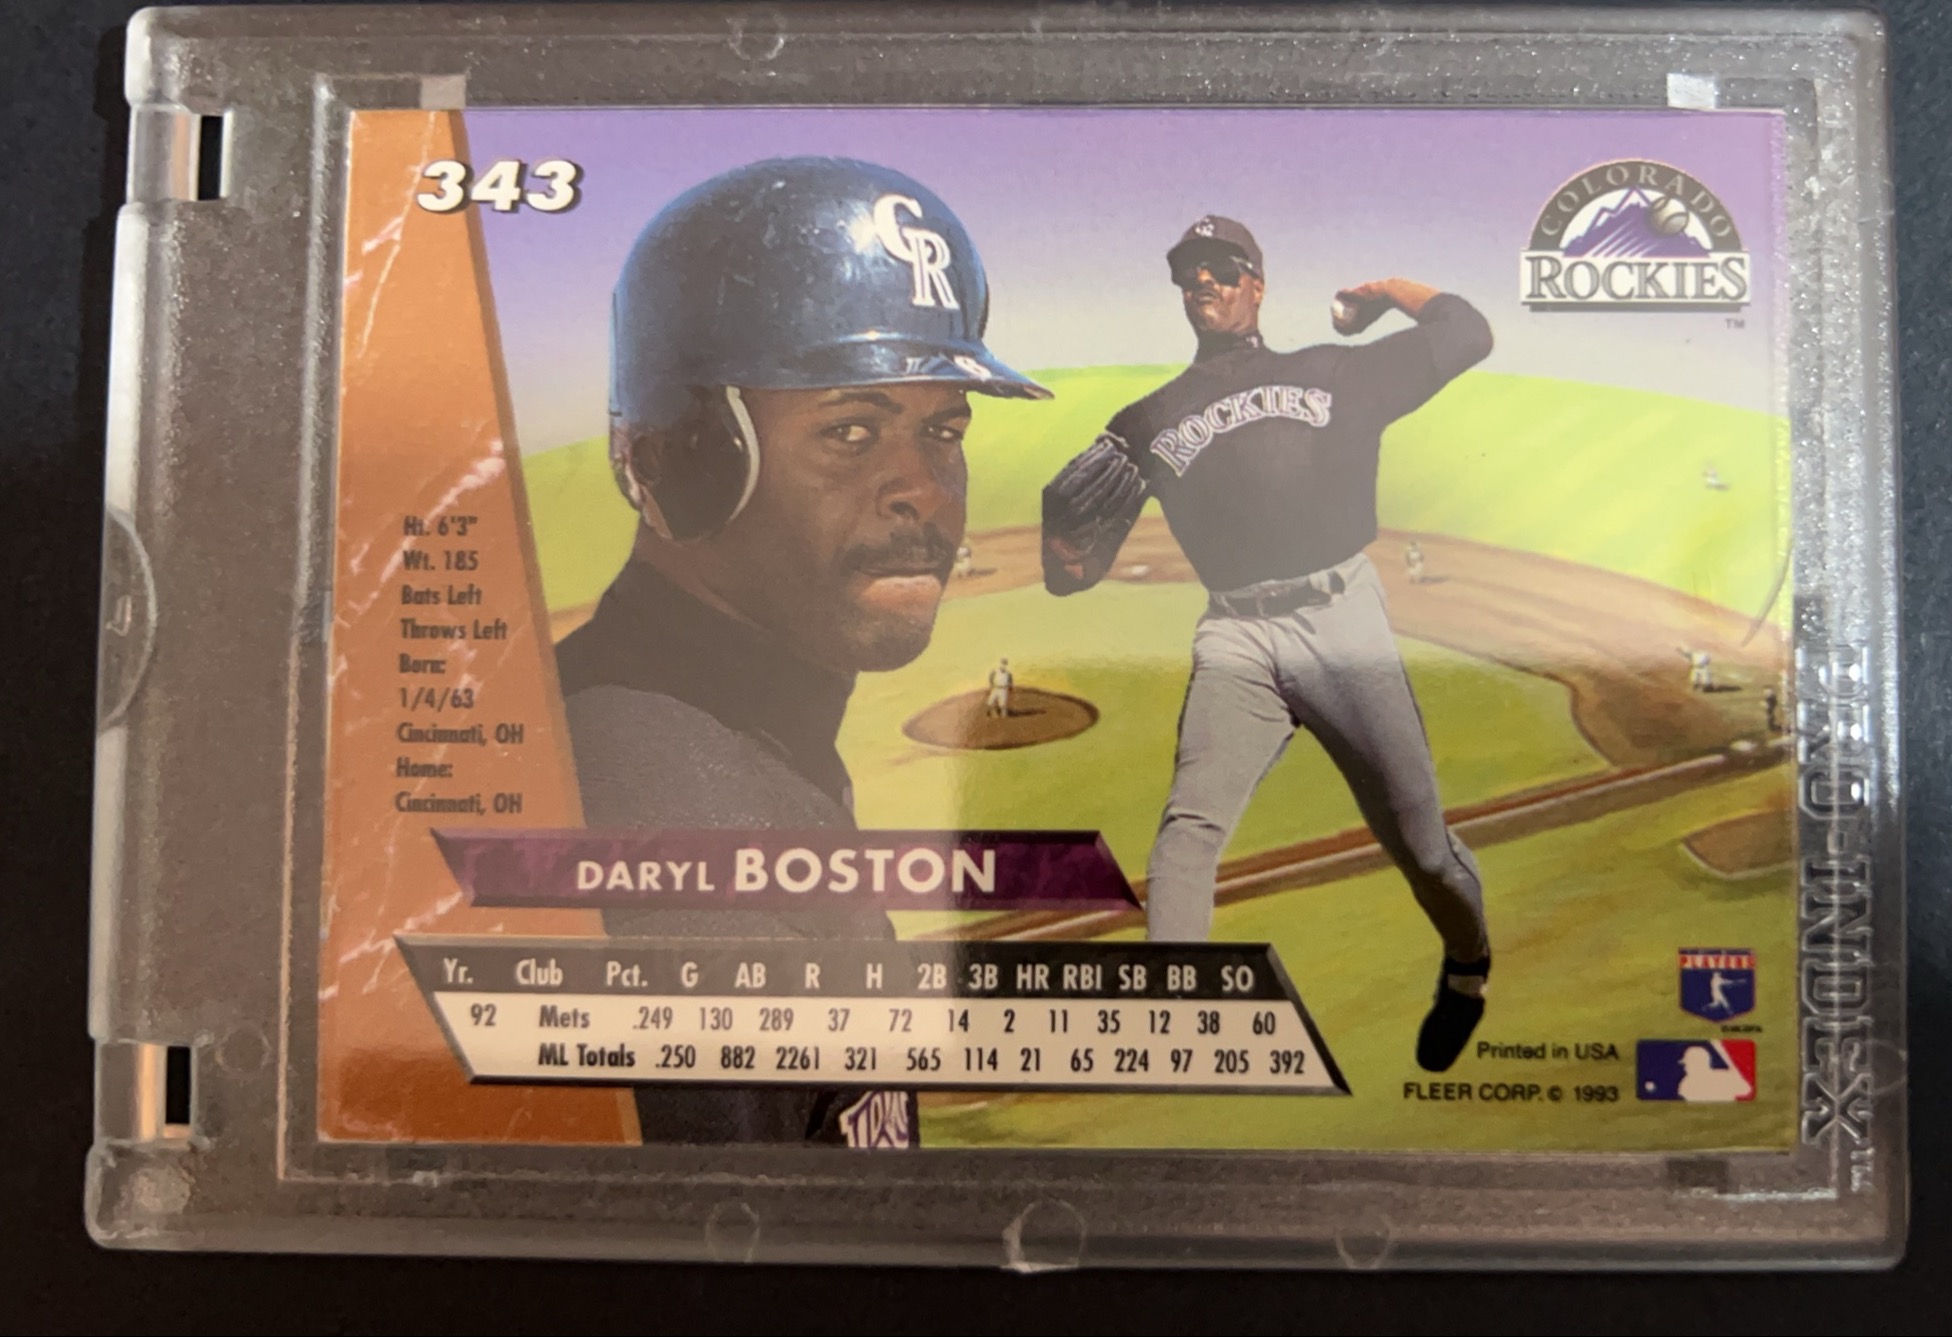 343
COLORADO
ROCKIES
TM
CR
ROCKIES
Ht. 6'3"
Wt. 185
Bats Left
Throws Left
Born:
1/4/63
Cincinnati, OH
Home:
Cincinnati, OH
DARYL BOSTON
Yr. Club Pct. G AB R H 2B 3B HR RBI SB BB SO
92 Mets .249 130 289 37 72 14 2 11 35 12 38 60
ML Totals .250 882 2261 321 565 114 21 65 224 97 205 392
PLAYERS
Printed in USA
FLEER CORP. © 1993
PRO-INDEX